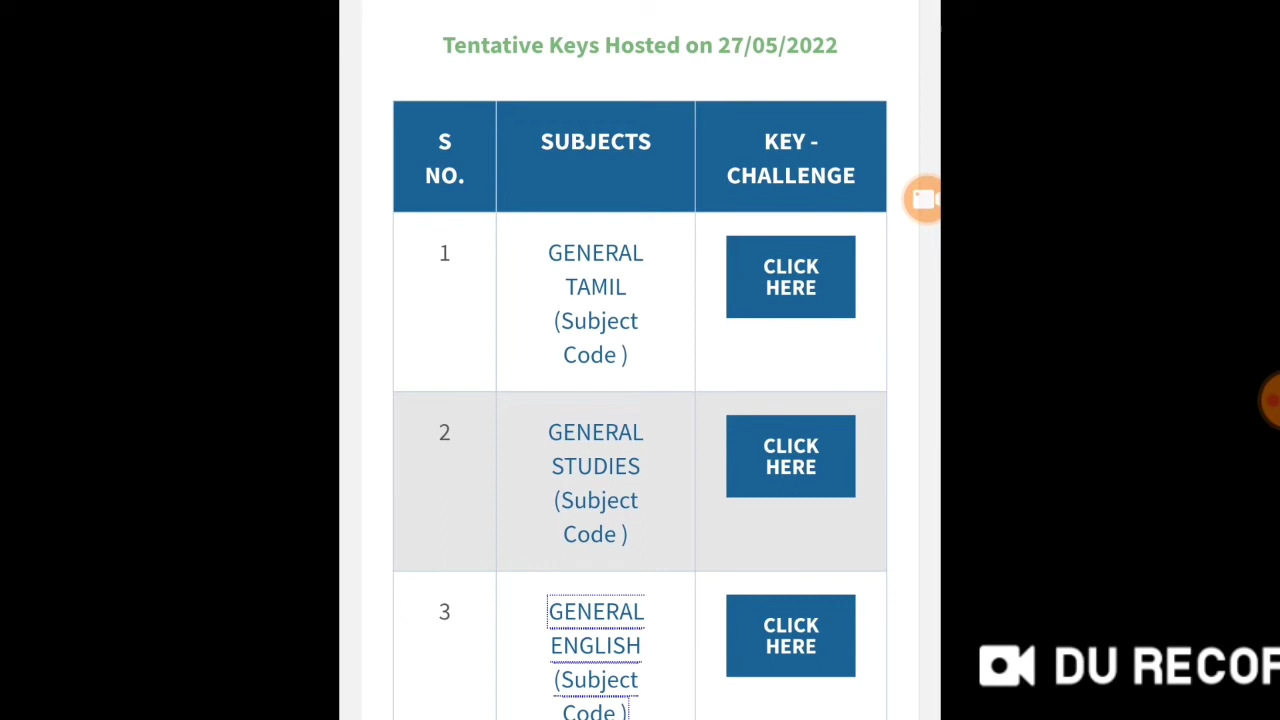 Tentative Keys Hosted on 27/05/2022
S
NO.
SUBJECTS
KEY -
CHALLENGE
1
GENERAL
TAMIL
(Subject
Code )
CLICK
HERE
2
GENERAL
STUDIES
(Subject
Code )
CLICK
HERE
3
GENERAL
ENGLISH
(Subject
Code )
CLICK
HERE
DU RECOR